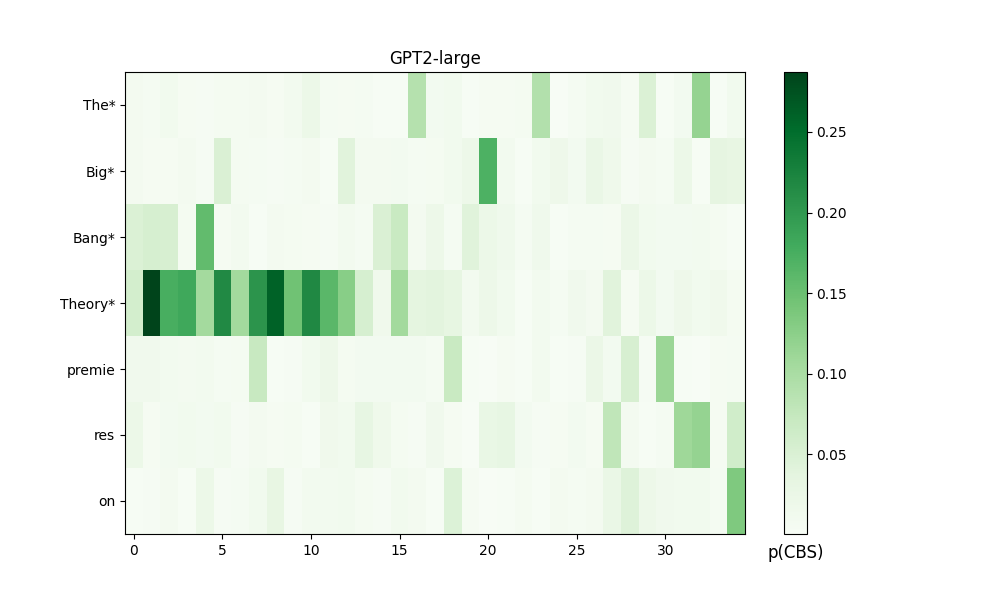 GPT2-large
The*
Big*
Bang*
Theory*
premie
res
on
0 5 10 15 20 25 30
0.25
0.20
0.15
0.10
0.05
p(CBS)